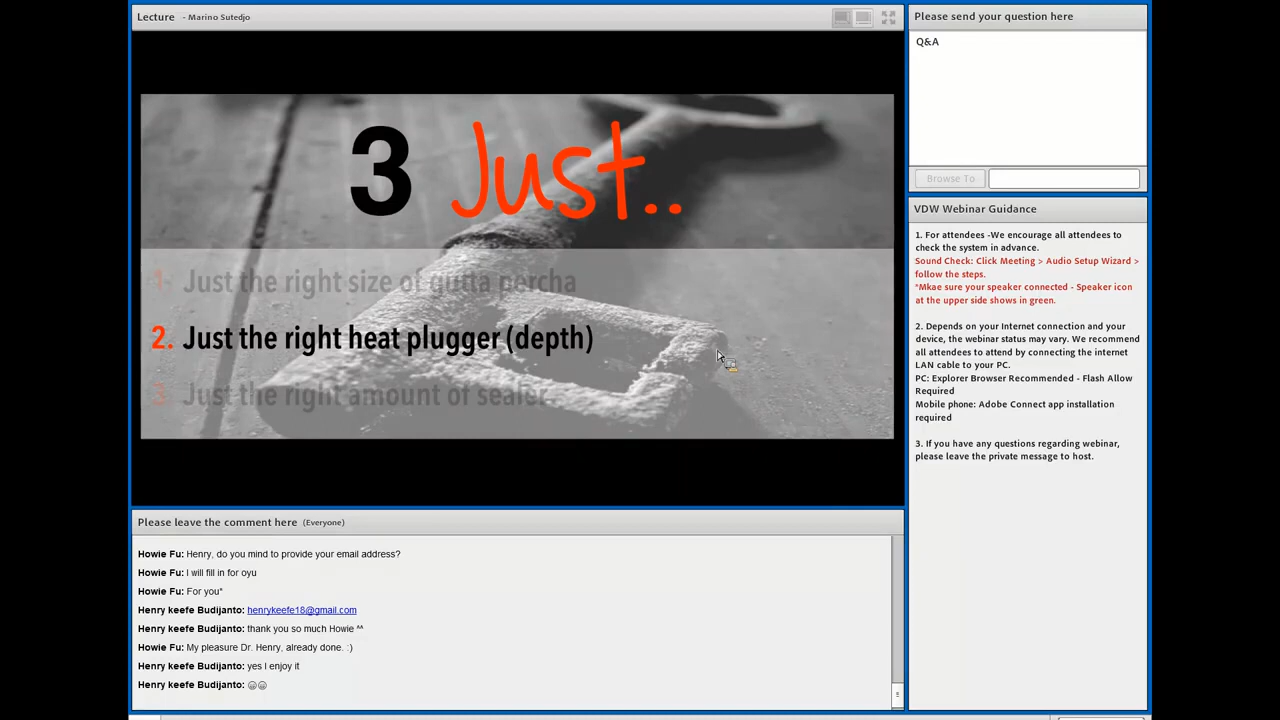 Lecture - Marino Sutedjo
3 Just..
1. Just the right size of gutta percha
2. Just the right heat plugger (depth)
3. Just the right amount of sealer
Please leave the comment here (Everyone)
Howie Fu: Henry, do you mind to provide your email address?
Howie Fu: I will fill in for oyu
Howie Fu: For you*
Henry keefe Budijanto: henrykeefe18@gmail.com
Henry keefe Budijanto: thank you so much Howie ^^
Howie Fu: My pleasure Dr. Henry, already done. :)
Henry keefe Budijanto: yes I enjoy it
Henry keefe Budijanto: 😄😄
Please send your question here
Q&A
Browse To
VDW Webinar Guidance
1. For attendees -We encourage all attendees to
check the system in advance.
Sound Check: Click Meeting > Audio Setup Wizard >
follow the steps.
*Mkae sure your speaker connected - Speaker icon
at the upper side shows in green.
2. Depends on your Internet connection and your
device, the webinar status may vary. We recommend
all attendees to attend by connecting the internet
LAN cable to your PC.
PC: Explorer Browser Recommended - Flash Allow
Required
Mobile phone: Adobe Connect app installation
required
3. If you have any questions regarding webinar,
please leave the private message to host.